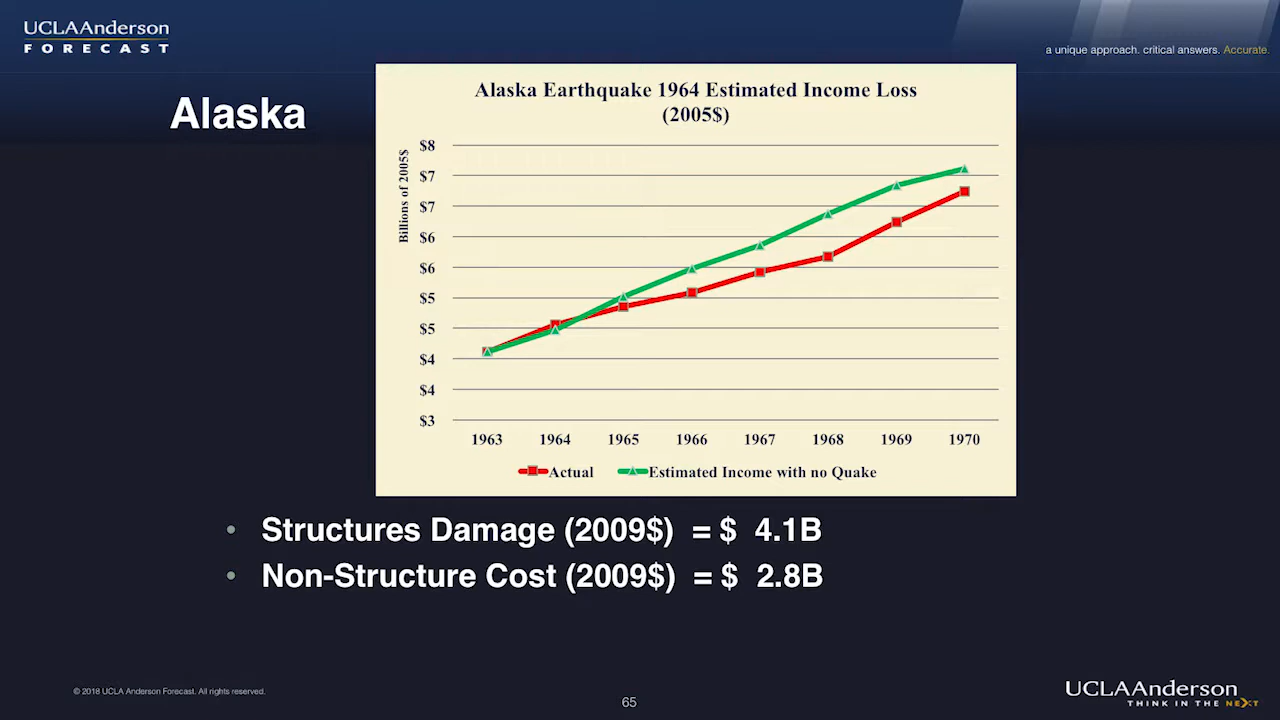 UCLAAnderson
FORECAST
a unique approach. critical answers. Accurate.
Alaska
Alaska Earthquake 1964 Estimated Income Loss
(2005$)
Billions of 2005$
$8
$7
$7
$6
$6
$5
$5
$4
$4
$3
1963 1964 1965 1966 1967 1968 1969 1970
Actual Estimated Income with no Quake
• Structures Damage (2009$) = $ 4.1B
• Non-Structure Cost (2009$) = $ 2.8B
© 2018 UCLA Anderson Forecast. All rights reserved.
65
UCLAAnderson
THINK IN THE NEXT